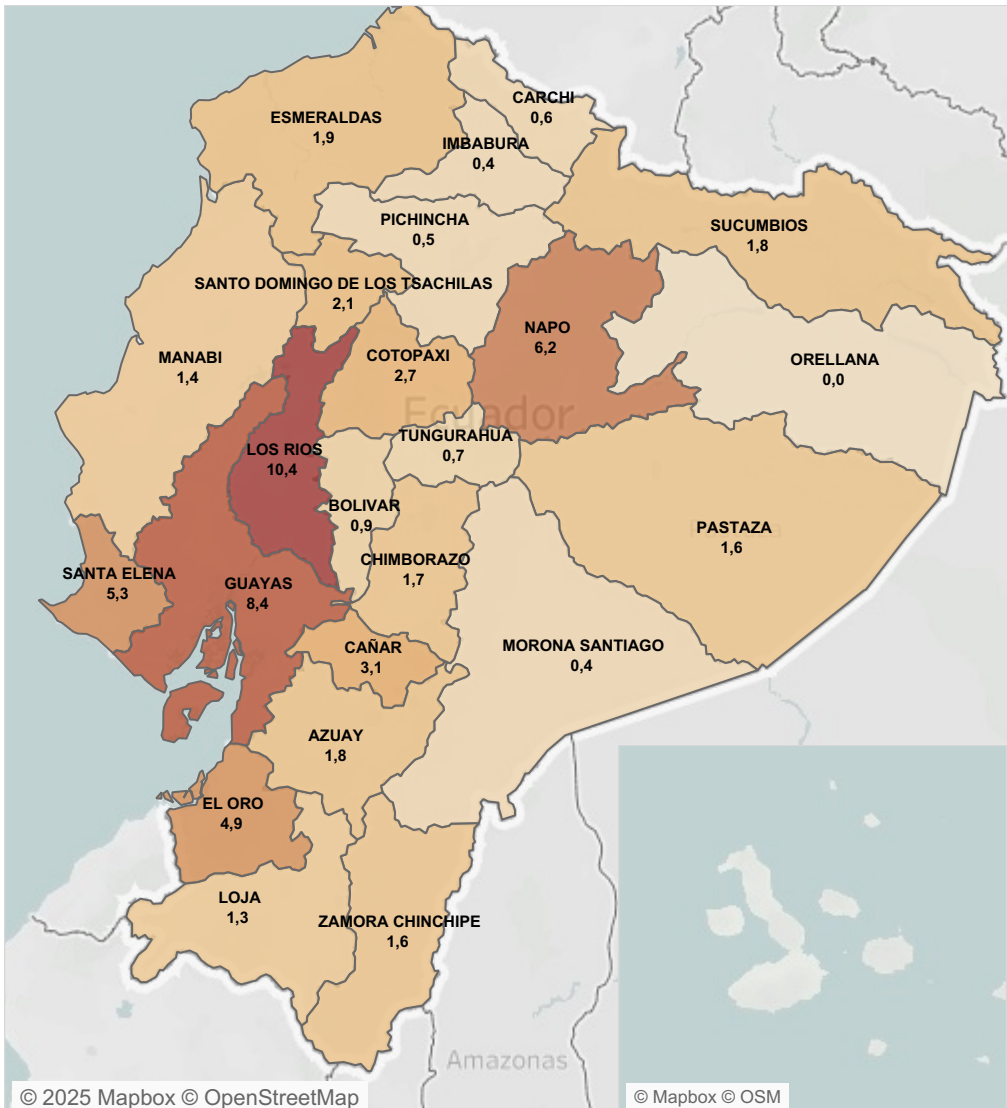 CARCHI
0,6
ESMERALDAS
1,9
IMBABURA
0,4
PICHINCHA
0,5
SUCUMBIOS
1,8
SANTO DOMINGO DE LOS TSACHILAS
2,1
NAPO
6,2
MANABI
1,4
COTOPAXI
2,7
ORELLANA
0,0
Ecuador
TUNGURAHUA
0,7
LOS RIOS
10,4
BOLIVAR
0,9
PASTAZA
1,6
CHIMBORAZO
1,7
SANTA ELENA
5,3
GUAYAS
8,4
CAÑAR
3,1
MORONA SANTIAGO
0,4
AZUAY
1,8
EL ORO
4,9
LOJA
1,3
ZAMORA CHINCHIPE
1,6
Amazonas
© 2025 Mapbox © OpenStreetMap
© Mapbox © OSM